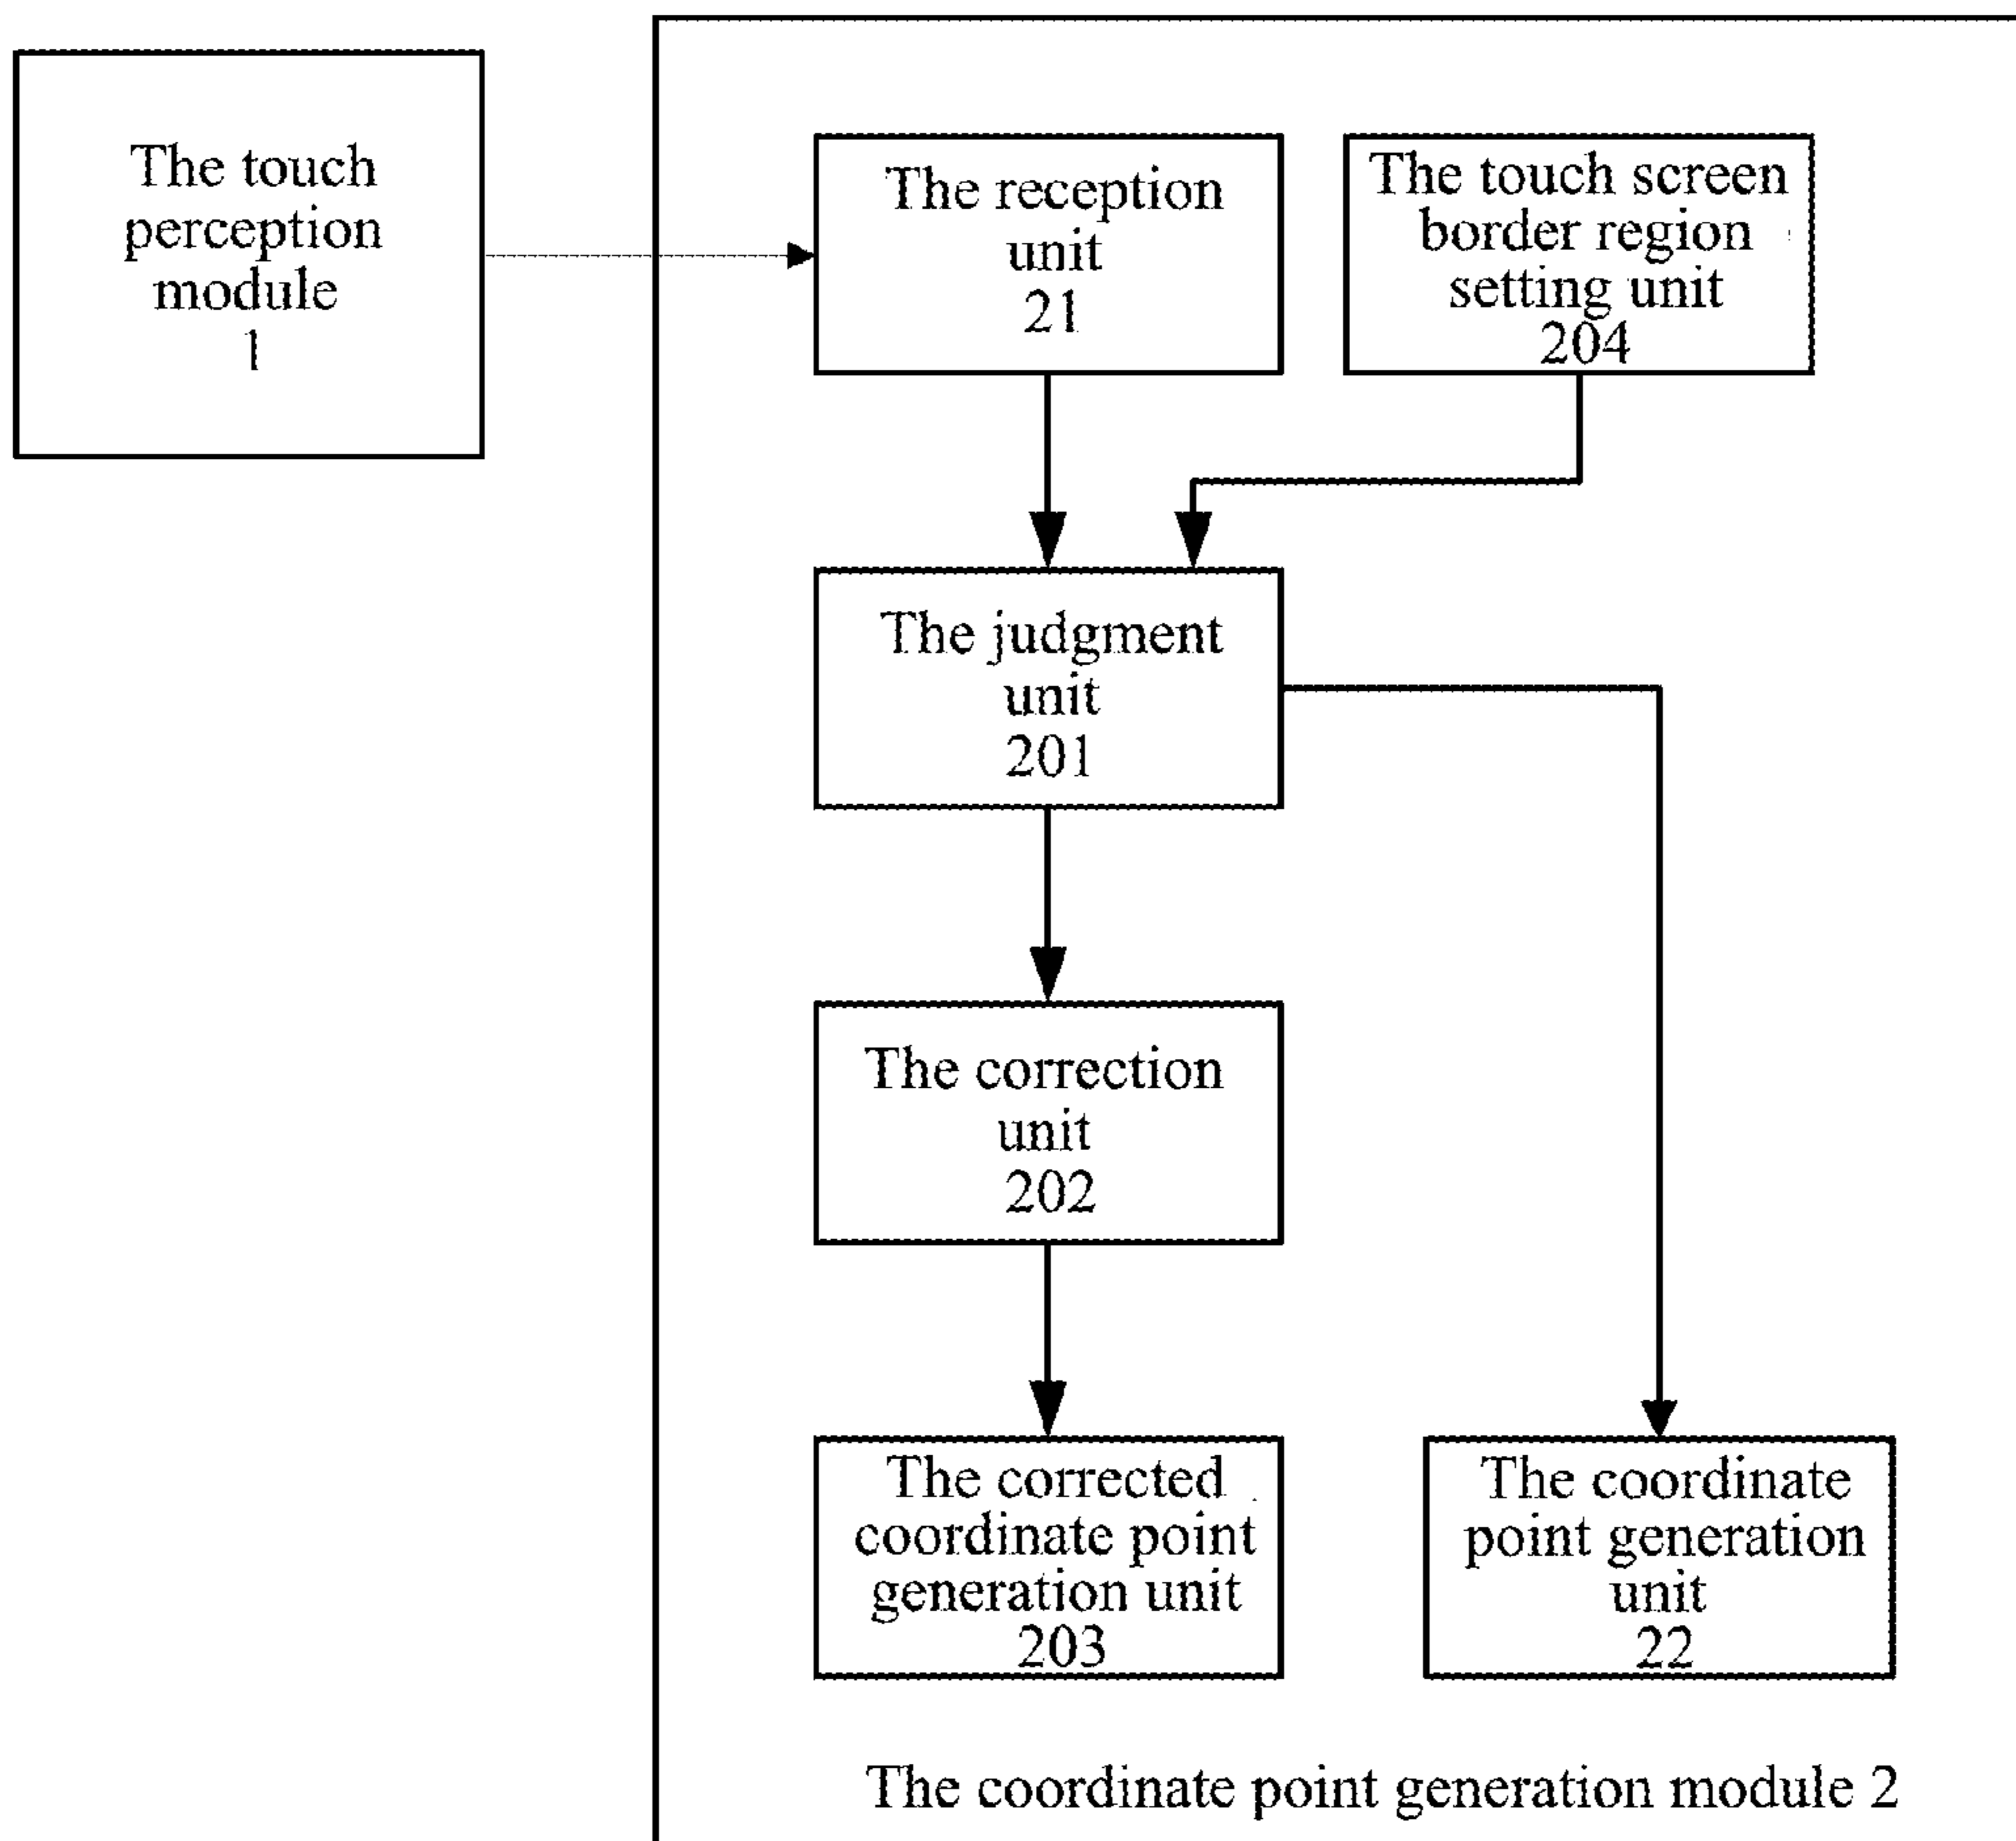 The touch
perception
module
1
The reception
unit
21
The touch screen
border region
setting unit
204
The judgment
unit
201
The correction
unit
202
The corrected
coordinate point
generation unit
203
The coordinate
point generation
unit
22
The coordinate point generation module 2